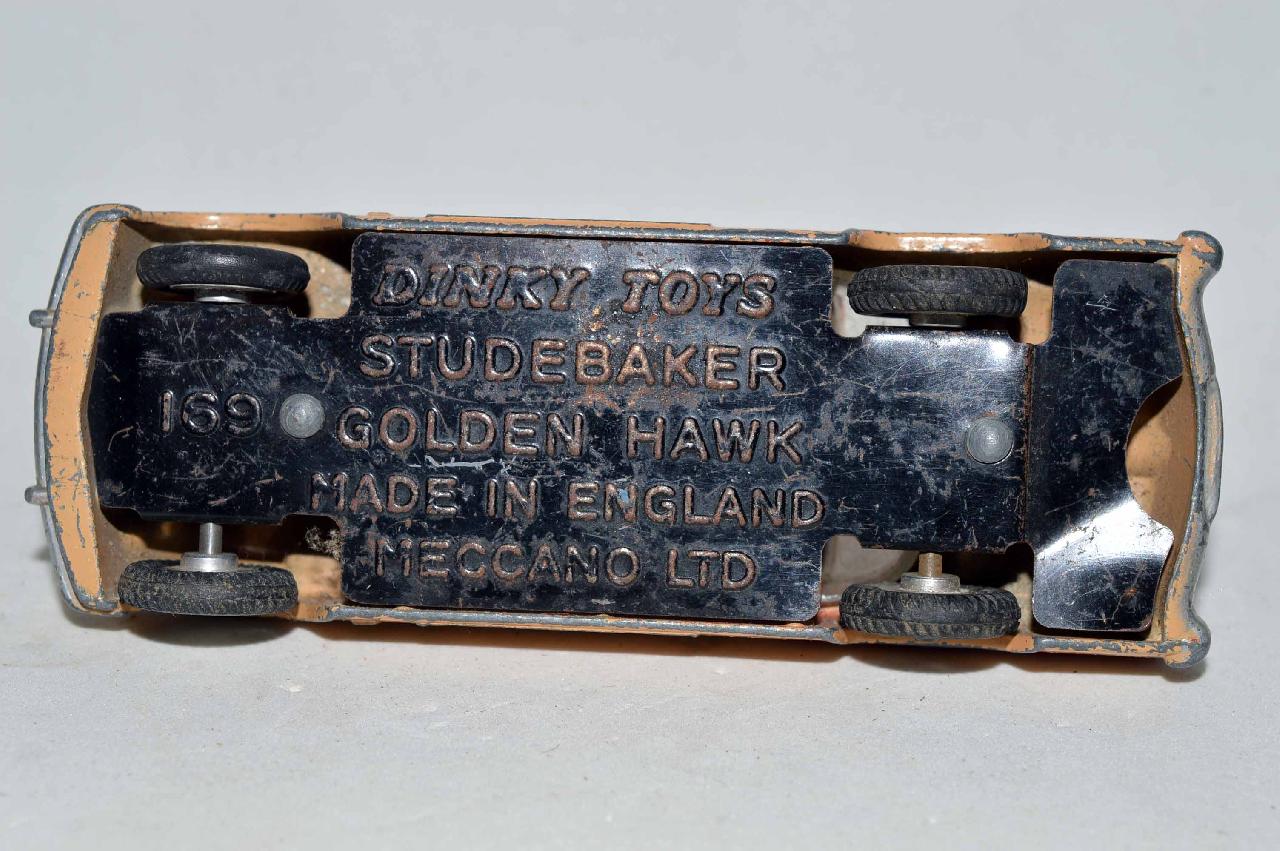 DINKY TOYS
STUDEBAKER
169 GOLDEN HAWK
MADE IN ENGLAND
MECCANO LTD